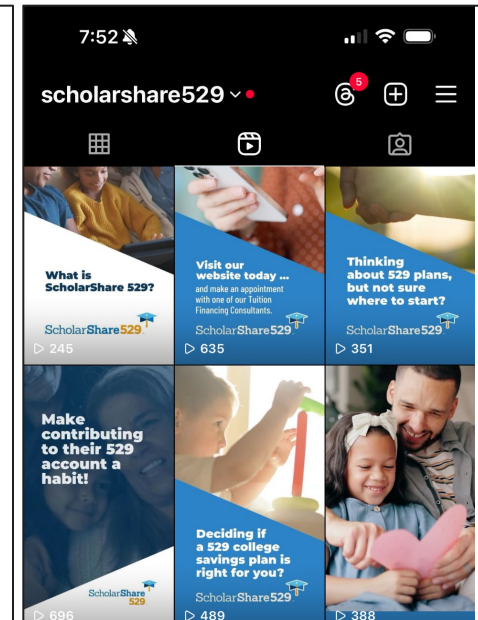 7:52
scholarshare529
5
What is
ScholarShare 529?
ScholarShare529
245
Visit our
website today ...
and make an appointment
with one of our Tuition
Financing Consultants.
ScholarShare529
635
Thinking
about 529 plans,
but not sure
where to start?
ScholarShare529
351
Make
contributing
to their 529
account a
habit!
ScholarShare
529
696
Deciding if
a 529 college
savings plan is
right for you?
ScholarShare529
489
388